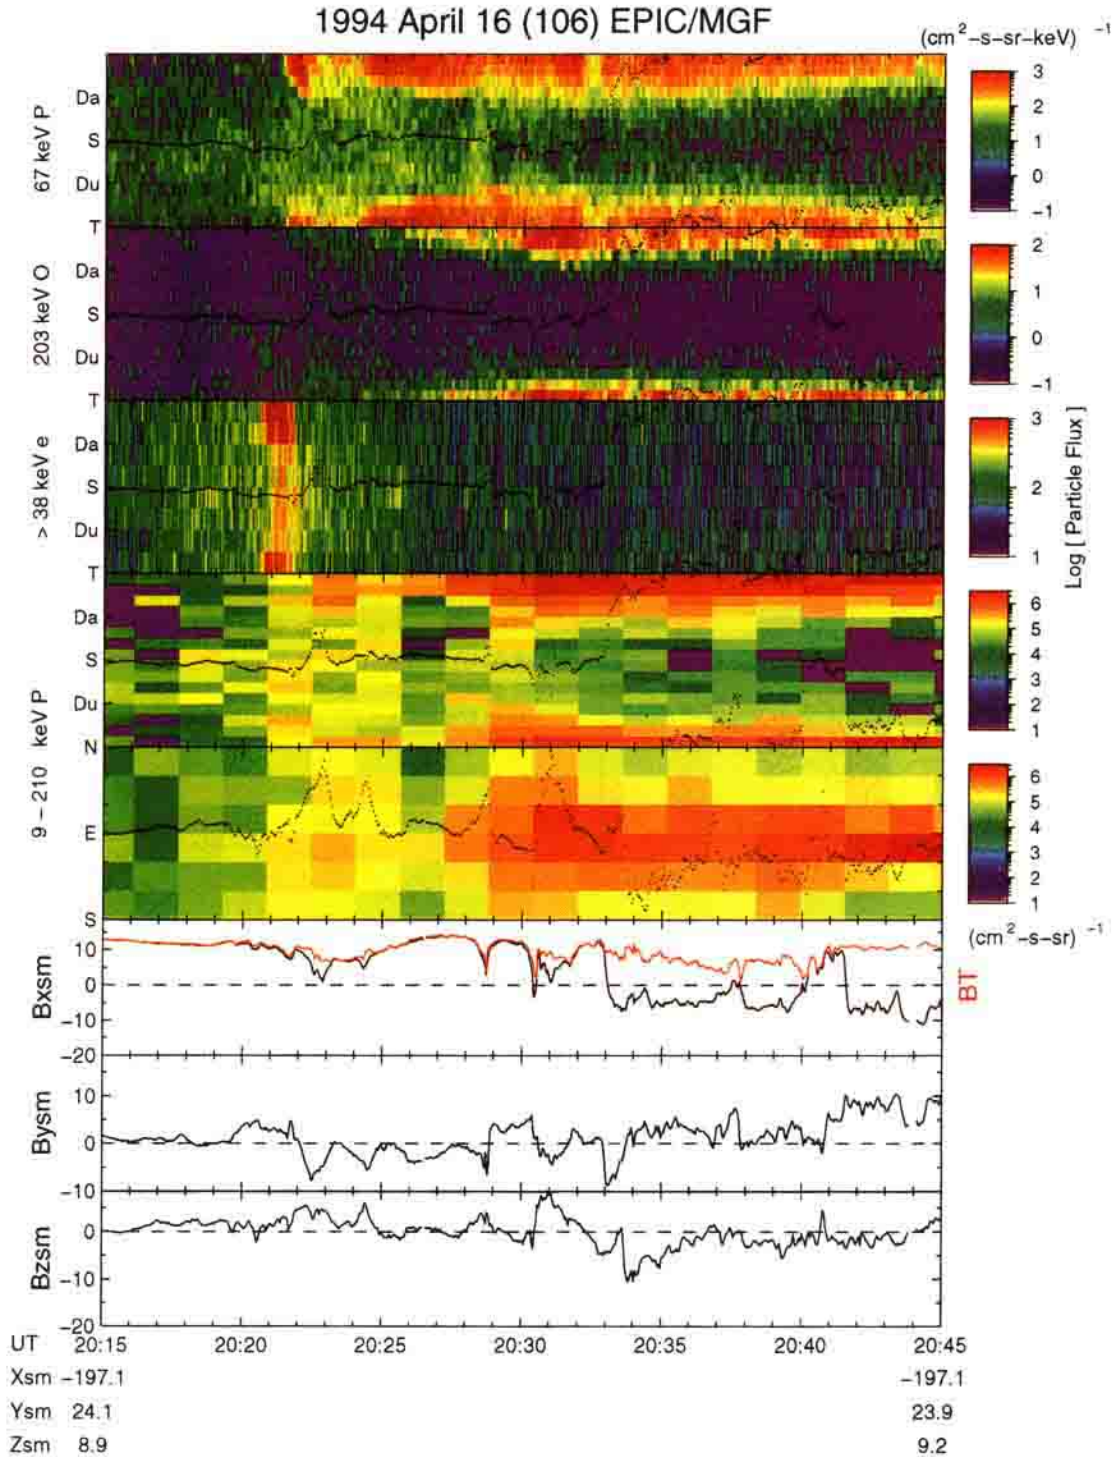 1994 April 16 (106) EPIC/MGF
(cm²-s-sr-keV) ⁻¹
67 keV P
Da
S
Du
T
3
2
1
0
-1
203 keV O
Da
S
Du
T
2
1
0
-1
> 38 keV e
Da
S
Du
T
3
2
1
Log [ Particle Flux ]
9 - 210 keV P
Da
S
Du
N
6
5
4
3
2
1
E
S
6
5
4
3
2
1
(cm²-s-sr) ⁻¹
Bxsm
10
0
-10
-20
BT
Bysm
10
0
-10
Bzsm
0
-10
-20
UT 20:15 20:20 20:25 20:30 20:35 20:40 20:45
Xsm -197.1 -197.1
Ysm 24.1 23.9
Zsm 8.9 9.2